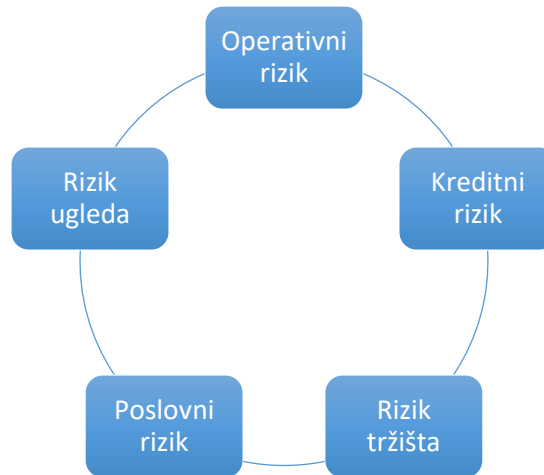 Operativni
rizik
Kreditni
rizik
Rizik
tržišta
Poslovni
rizik
Rizik
ugleda